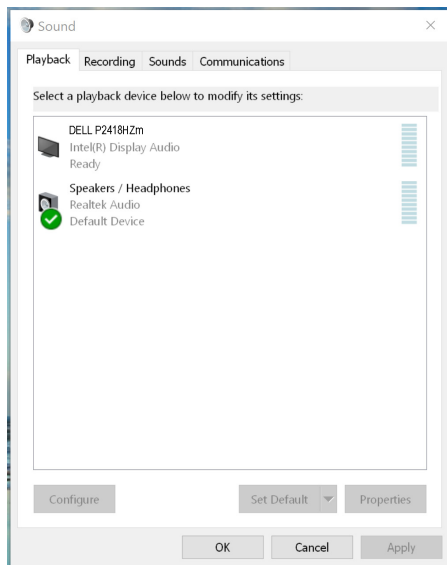 Sound
Playback Recording Sounds Communications
Select a playback device below to modify its settings:
DELL P2418HZm
Intel(R) Display Audio
Ready
Speakers / Headphones
Realtek Audio
Default Device
Configure Set Default Properties
OK Cancel Apply